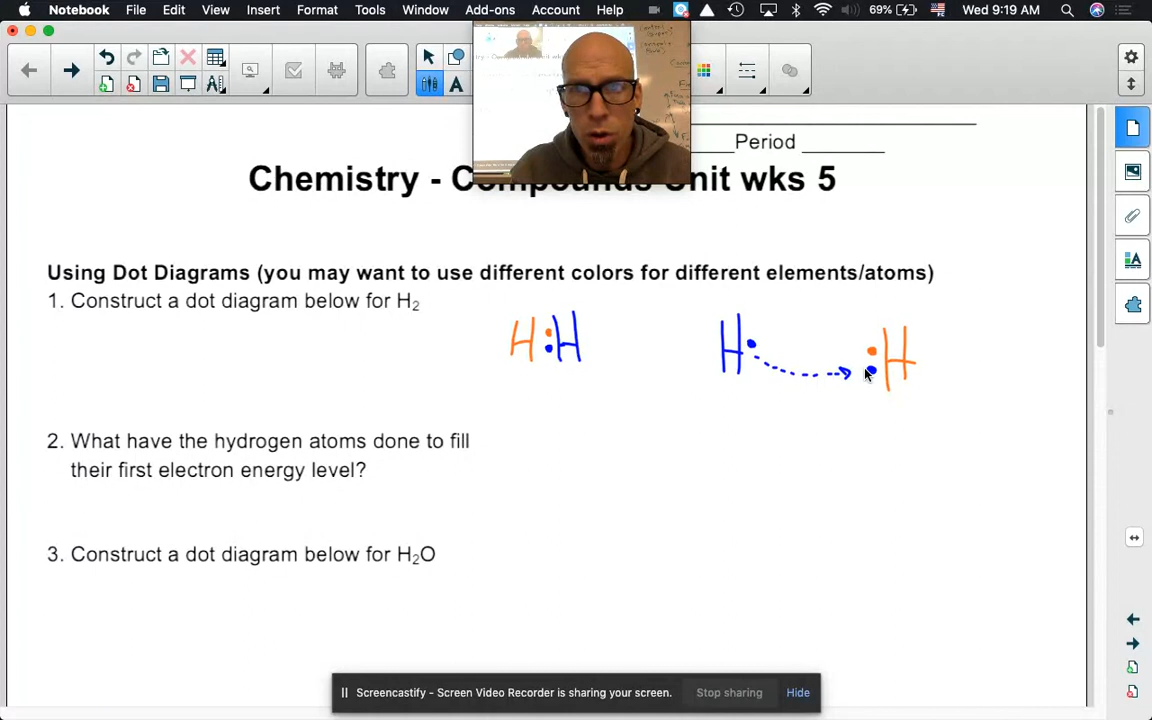 Notebook File Edit View Insert Format Tools Window Add-ons Account Help 69% Wed 9:19 AM
Period
Chemistry - Compounds Unit wks 5
Using Dot Diagrams (you may want to use different colors for different elements/atoms)
1. Construct a dot diagram below for H₂
H:H H· :H
2. What have the hydrogen atoms done to fill
their first electron energy level?
3. Construct a dot diagram below for H₂O
Screencastify - Screen Video Recorder is sharing your screen. Stop sharing Hide